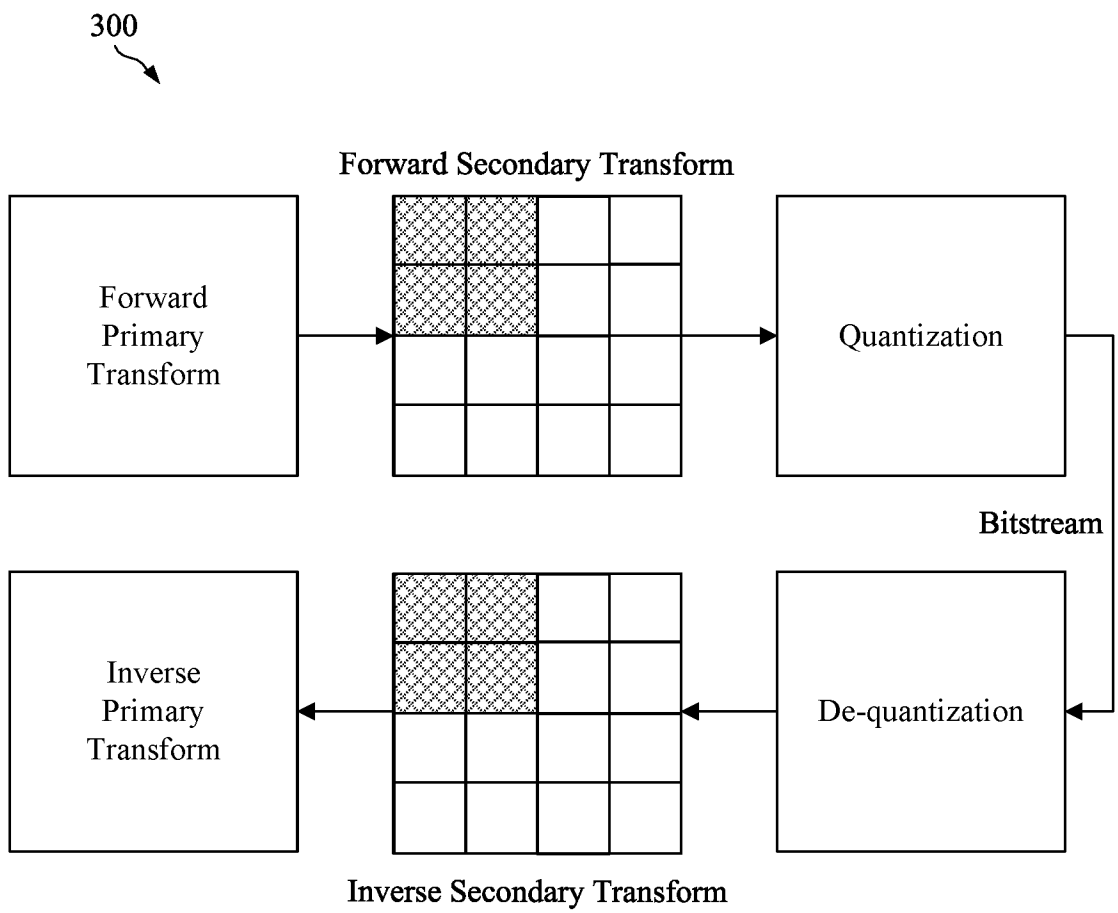 300
Forward Secondary Transform
Forward
Primary
Transform
Quantization
Bitstream
Inverse
Primary
Transform
De-quantization
Inverse Secondary Transform